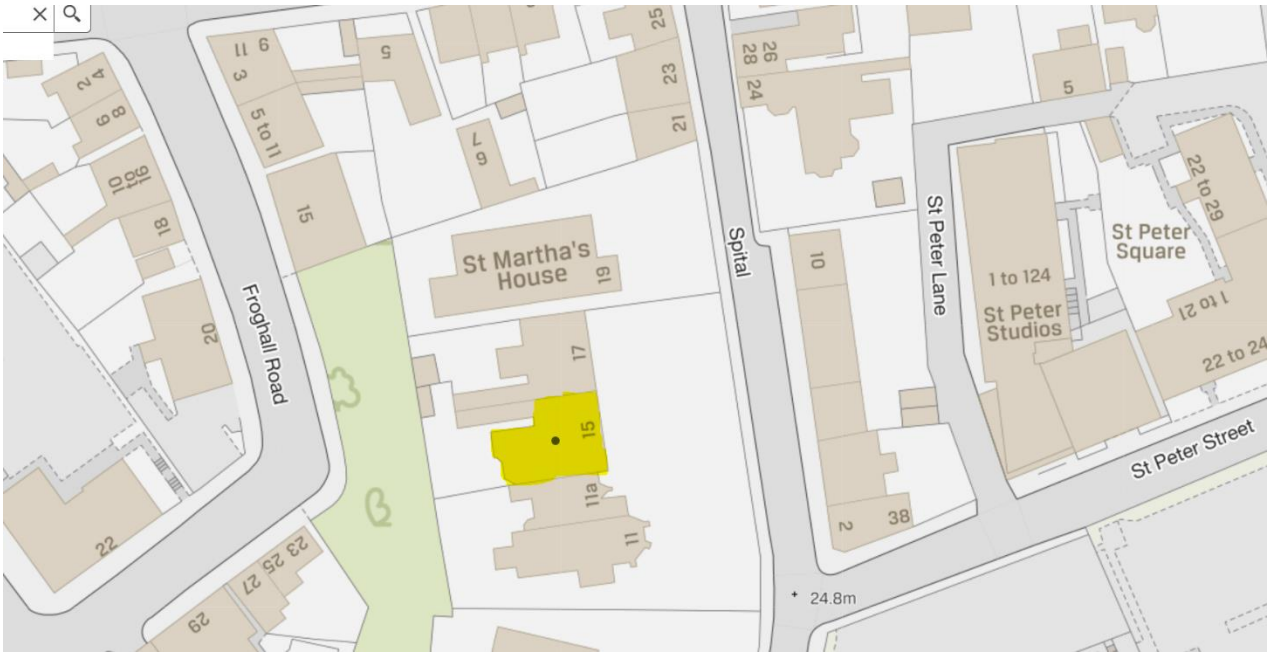 25
9 11
3
5
26
28
24
23
2 4
6 8
5 to 11
21
5
7
6
10 to 16
22 to 29
18
15
St Peter Lane
St Peter
Square
Spital
10
St Martha's
House
19
1 to 124
St Peter
Studios
1 to 21
Froghall Road
20
17
22 to 24
15
St Peter Street
11a
2
38
11
22
23
25
27
29
24.8m